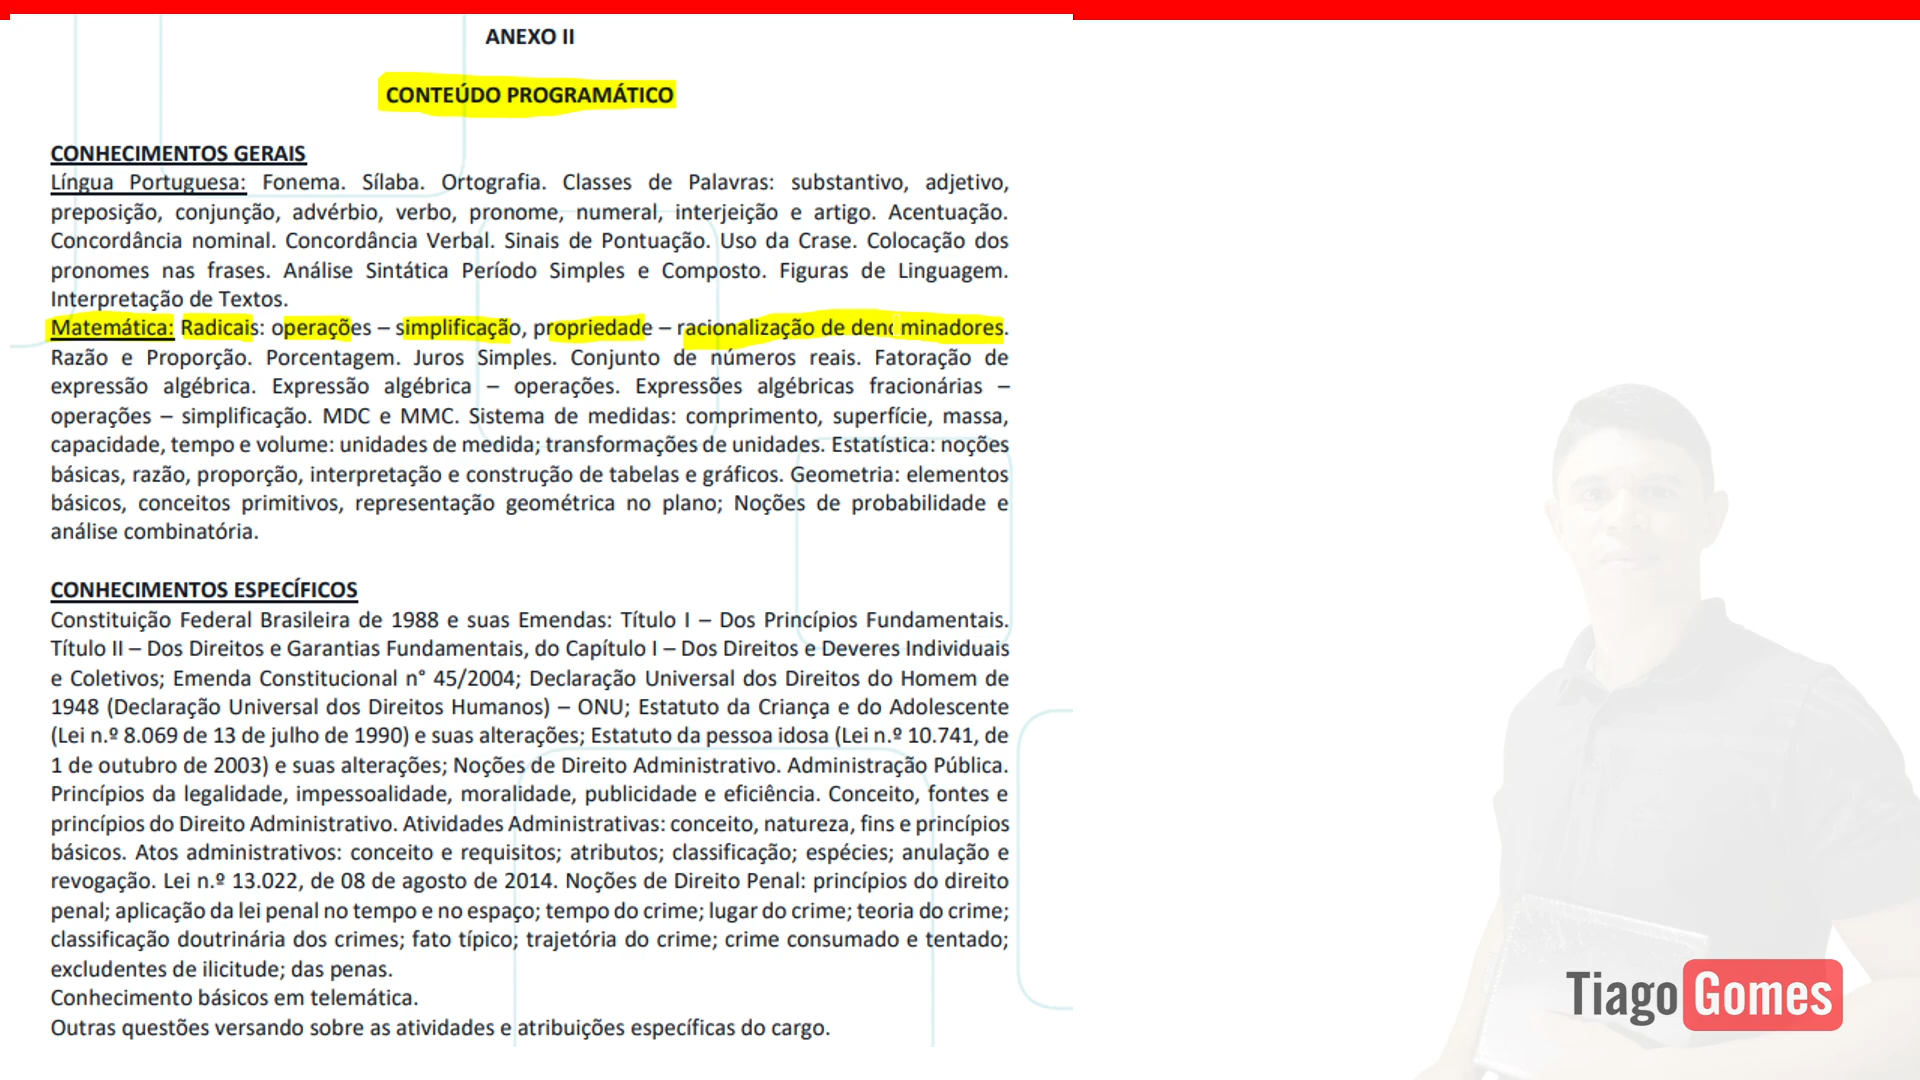 ANEXO II
CONTEÚDO PROGRAMÁTICO
CONHECIMENTOS GERAIS
Língua Portuguesa: Fonema. Sílaba. Ortografia. Classes de Palavras: substantivo, adjetivo,
preposição, conjunção, advérbio, verbo, pronome, numeral, interjeição e artigo. Acentuação.
Concordância nominal. Concordância Verbal. Sinais de Pontuação. Uso da Crase. Colocação dos
pronomes nas frases. Análise Sintática Período Simples e Composto. Figuras de Linguagem.
Interpretação de Textos.
Matemática: Radicais: operações – simplificação, propriedade – racionalização de denominadores.
Razão e Proporção. Porcentagem. Juros Simples. Conjunto de números reais. Fatoração de
expressão algébrica. Expressão algébrica – operações. Expressões algébricas fracionárias –
operações – simplificação. MDC e MMC. Sistema de medidas: comprimento, superfície, massa,
capacidade, tempo e volume: unidades de medida; transformações de unidades. Estatística: noções
básicas, razão, proporção, interpretação e construção de tabelas e gráficos. Geometria: elementos
básicos, conceitos primitivos, representação geométrica no plano; Noções de probabilidade e
análise combinatória.
CONHECIMENTOS ESPECÍFICOS
Constituição Federal Brasileira de 1988 e suas Emendas: Título I – Dos Princípios Fundamentais.
Título II – Dos Direitos e Garantias Fundamentais, do Capítulo I – Dos Direitos e Deveres Individuais
e Coletivos; Emenda Constitucional n° 45/2004; Declaração Universal dos Direitos do Homem de
1948 (Declaração Universal dos Direitos Humanos) – ONU; Estatuto da Criança e do Adolescente
(Lei n.º 8.069 de 13 de julho de 1990) e suas alterações; Estatuto da pessoa idosa (Lei n.º 10.741, de
1 de outubro de 2003) e suas alterações; Noções de Direito Administrativo. Administração Pública.
Princípios da legalidade, impessoalidade, moralidade, publicidade e eficiência. Conceito, fontes e
princípios do Direito Administrativo. Atividades Administrativas: conceito, natureza, fins e princípios
básicos. Atos administrativos: conceito e requisitos; atributos; classificação; espécies; anulação e
revogação. Lei n.º 13.022, de 08 de agosto de 2014. Noções de Direito Penal: princípios do direito
penal; aplicação da lei penal no tempo e no espaço; tempo do crime; lugar do crime; teoria do crime;
classificação doutrinária dos crimes; fato típico; trajetória do crime; crime consumado e tentado;
excludentes de ilicitude; das penas.
Conhecimento básicos em telemática.
Outras questões versando sobre as atividades e atribuições específicas do cargo.
Tiago Gomes